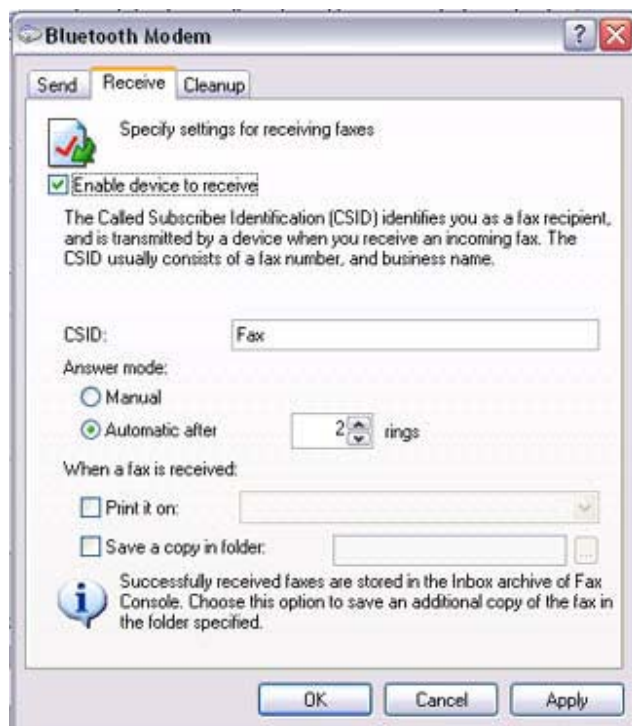 Bluetooth Modem
Send Receive Cleanup
Specify settings for receiving faxes
Enable device to receive
The Called Subscriber Identification (CSID) identifies you as a fax recipient,
and is transmitted by a device when you receive an incoming fax. The
CSID usually consists of a fax number, and business name.
CSID: Fax
Answer mode:
Manual
Automatic after 2 rings
When a fax is received:
Print it on:
Save a copy in folder: ...
Successfully received faxes are stored in the Inbox archive of Fax
Console. Choose this option to save an additional copy of the fax in
the folder specified.
OK Cancel Apply